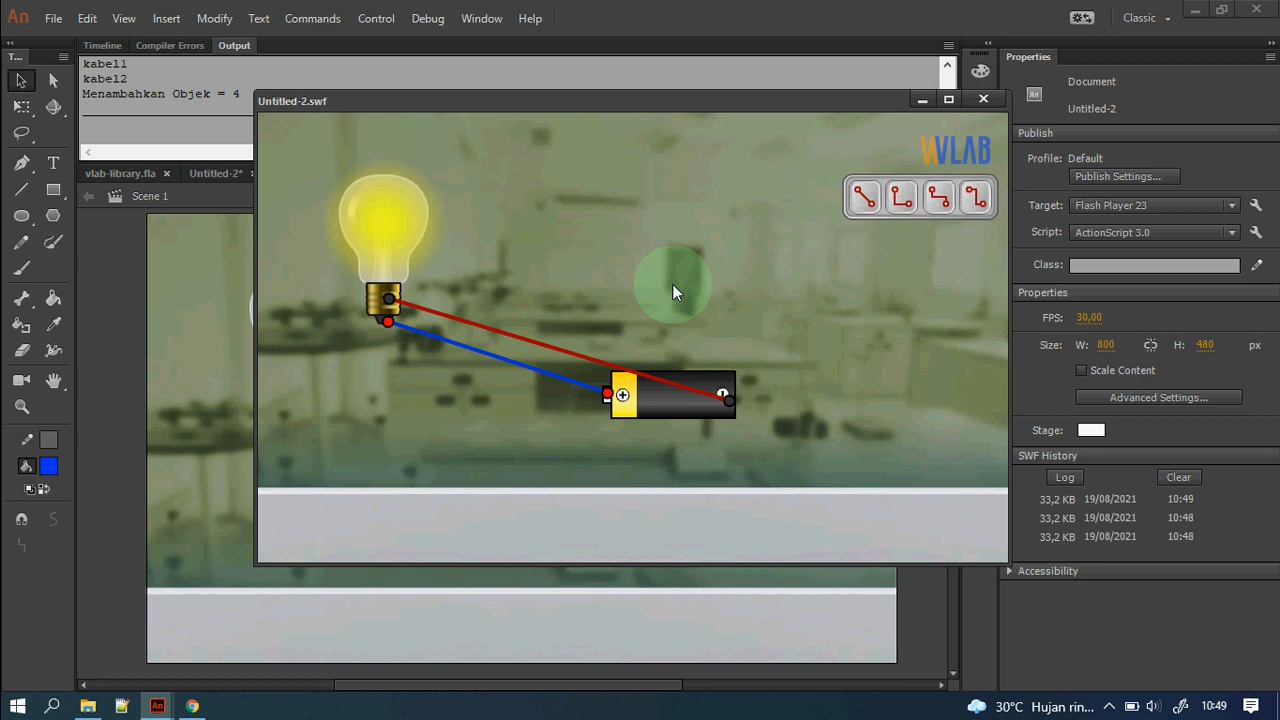 An File Edit View Insert Modify Text Commands Control Debug Window Help Classic
T... Timeline Compiler Errors Output Properties
kabel1
kabel2
Menambahkan Objek = 4
Document
An Untitled-2
Untitled-2.swf
VLAB
Publish
Profile: Default
Publish Settings...
vlab-library.fla × Untitled-2*
Scene 1
Target: Flash Player 23
Script: ActionScript 3.0
Class:
Properties
FPS: 30,00
Size: W: 800 H: 480 px
Scale Content
Advanced Settings...
Stage:
SWF History
Log Clear
33,2 KB 19/08/2021 10:49
33,2 KB 19/08/2021 10:48
33,2 KB 19/08/2021 10:48
Accessibility
An 30°C Hujan rin... 10:49